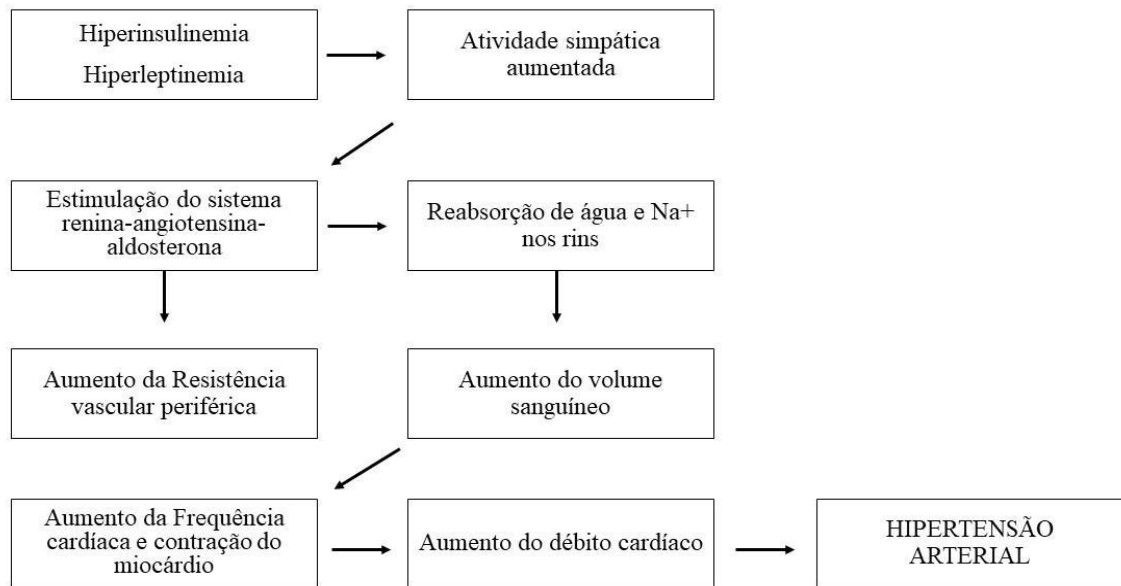 Hiperinsulinemia
Hiperleptinemia
Atividade simpática
aumentada
Estimulação do sistema
renina-angiotensina-
aldosterona
Reabsorção de água e Na+
nos rins
Aumento da Resistência
vascular periférica
Aumento do volume
sanguíneo
Aumento da Frequência
cardíaca e contração do
miocárdio
Aumento do débito cardíaco
HIPERTENSÃO
ARTERIAL